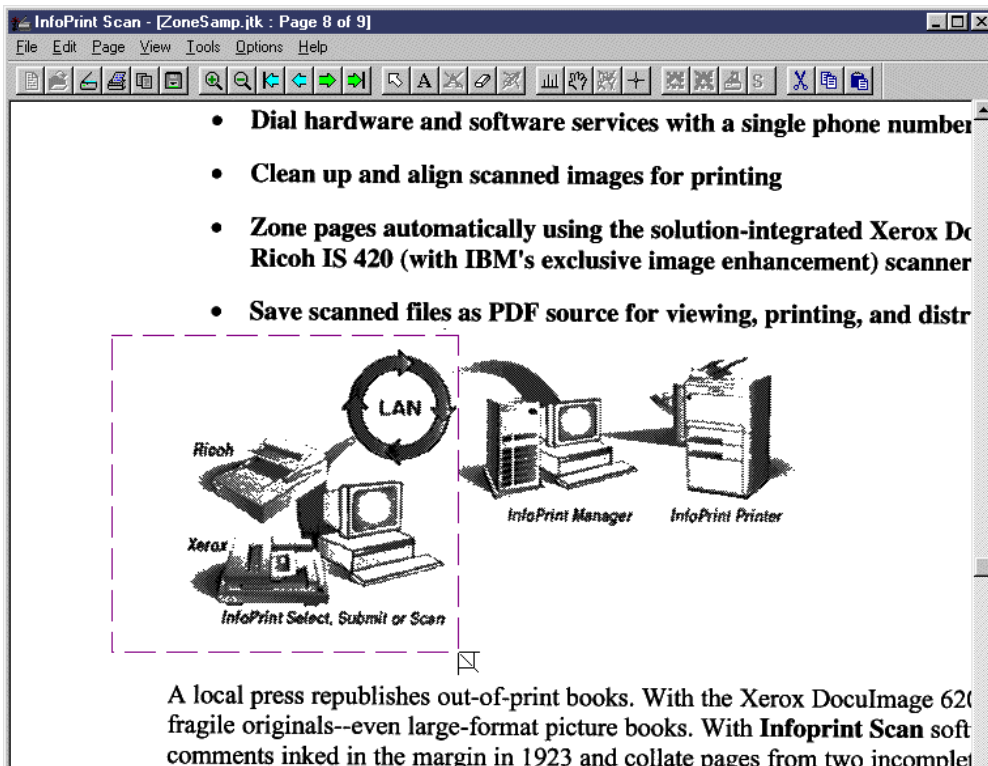 InfoPrint Scan - [ZoneSamp.jtk : Page 8 of 9]
File Edit Page View Tools Options Help
A S
• Dial hardware and software services with a single phone number
• Clean up and align scanned images for printing
• Zone pages automatically using the solution-integrated Xerox Do
Ricoh IS 420 (with IBM's exclusive image enhancement) scanner
• Save scanned files as PDF source for viewing, printing, and distr
LAN
Ricoh
InfoPrint Manager InfoPrint Printer
Xerox
InfoPrint Select, Submit or Scan
A local press republishes out-of-print books. With the Xerox DocuImage 620
fragile originals--even large-format picture books. With Infoprint Scan soft
comments inked in the margin in 1923 and collate pages from two incomplet